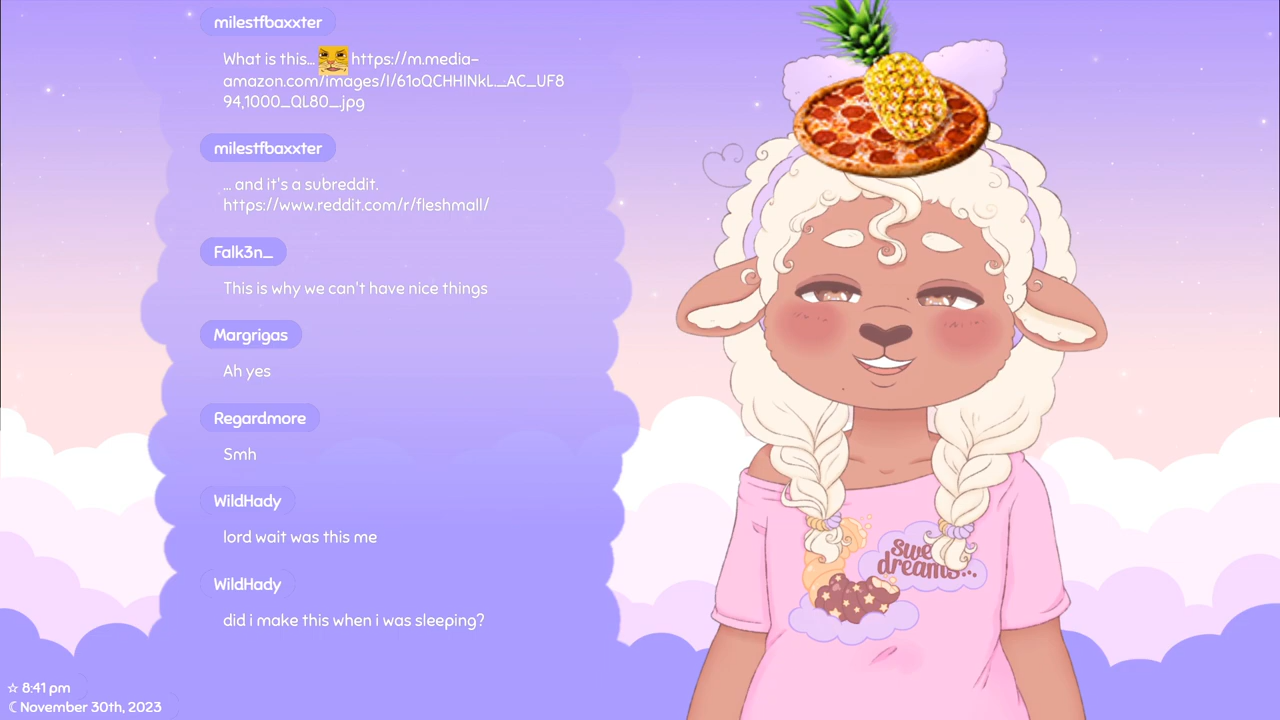 milestfbaxxter
What is this... https://m.media-
amazon.com/images/I/61oQCHHINkL._AC_UF8
94,1000_QL80_.jpg
milestfbaxxter
... and it's a subreddit.
https://www.reddit.com/r/fleshmall/
Falk3n_
This is why we can't have nice things
Margrigas
Ah yes
Regardmore
Smh
WildHady
lord wait was this me
WildHady
did i make this when i was sleeping?
dreams...
☆ 8:41 pm
☾ November 30th, 2023